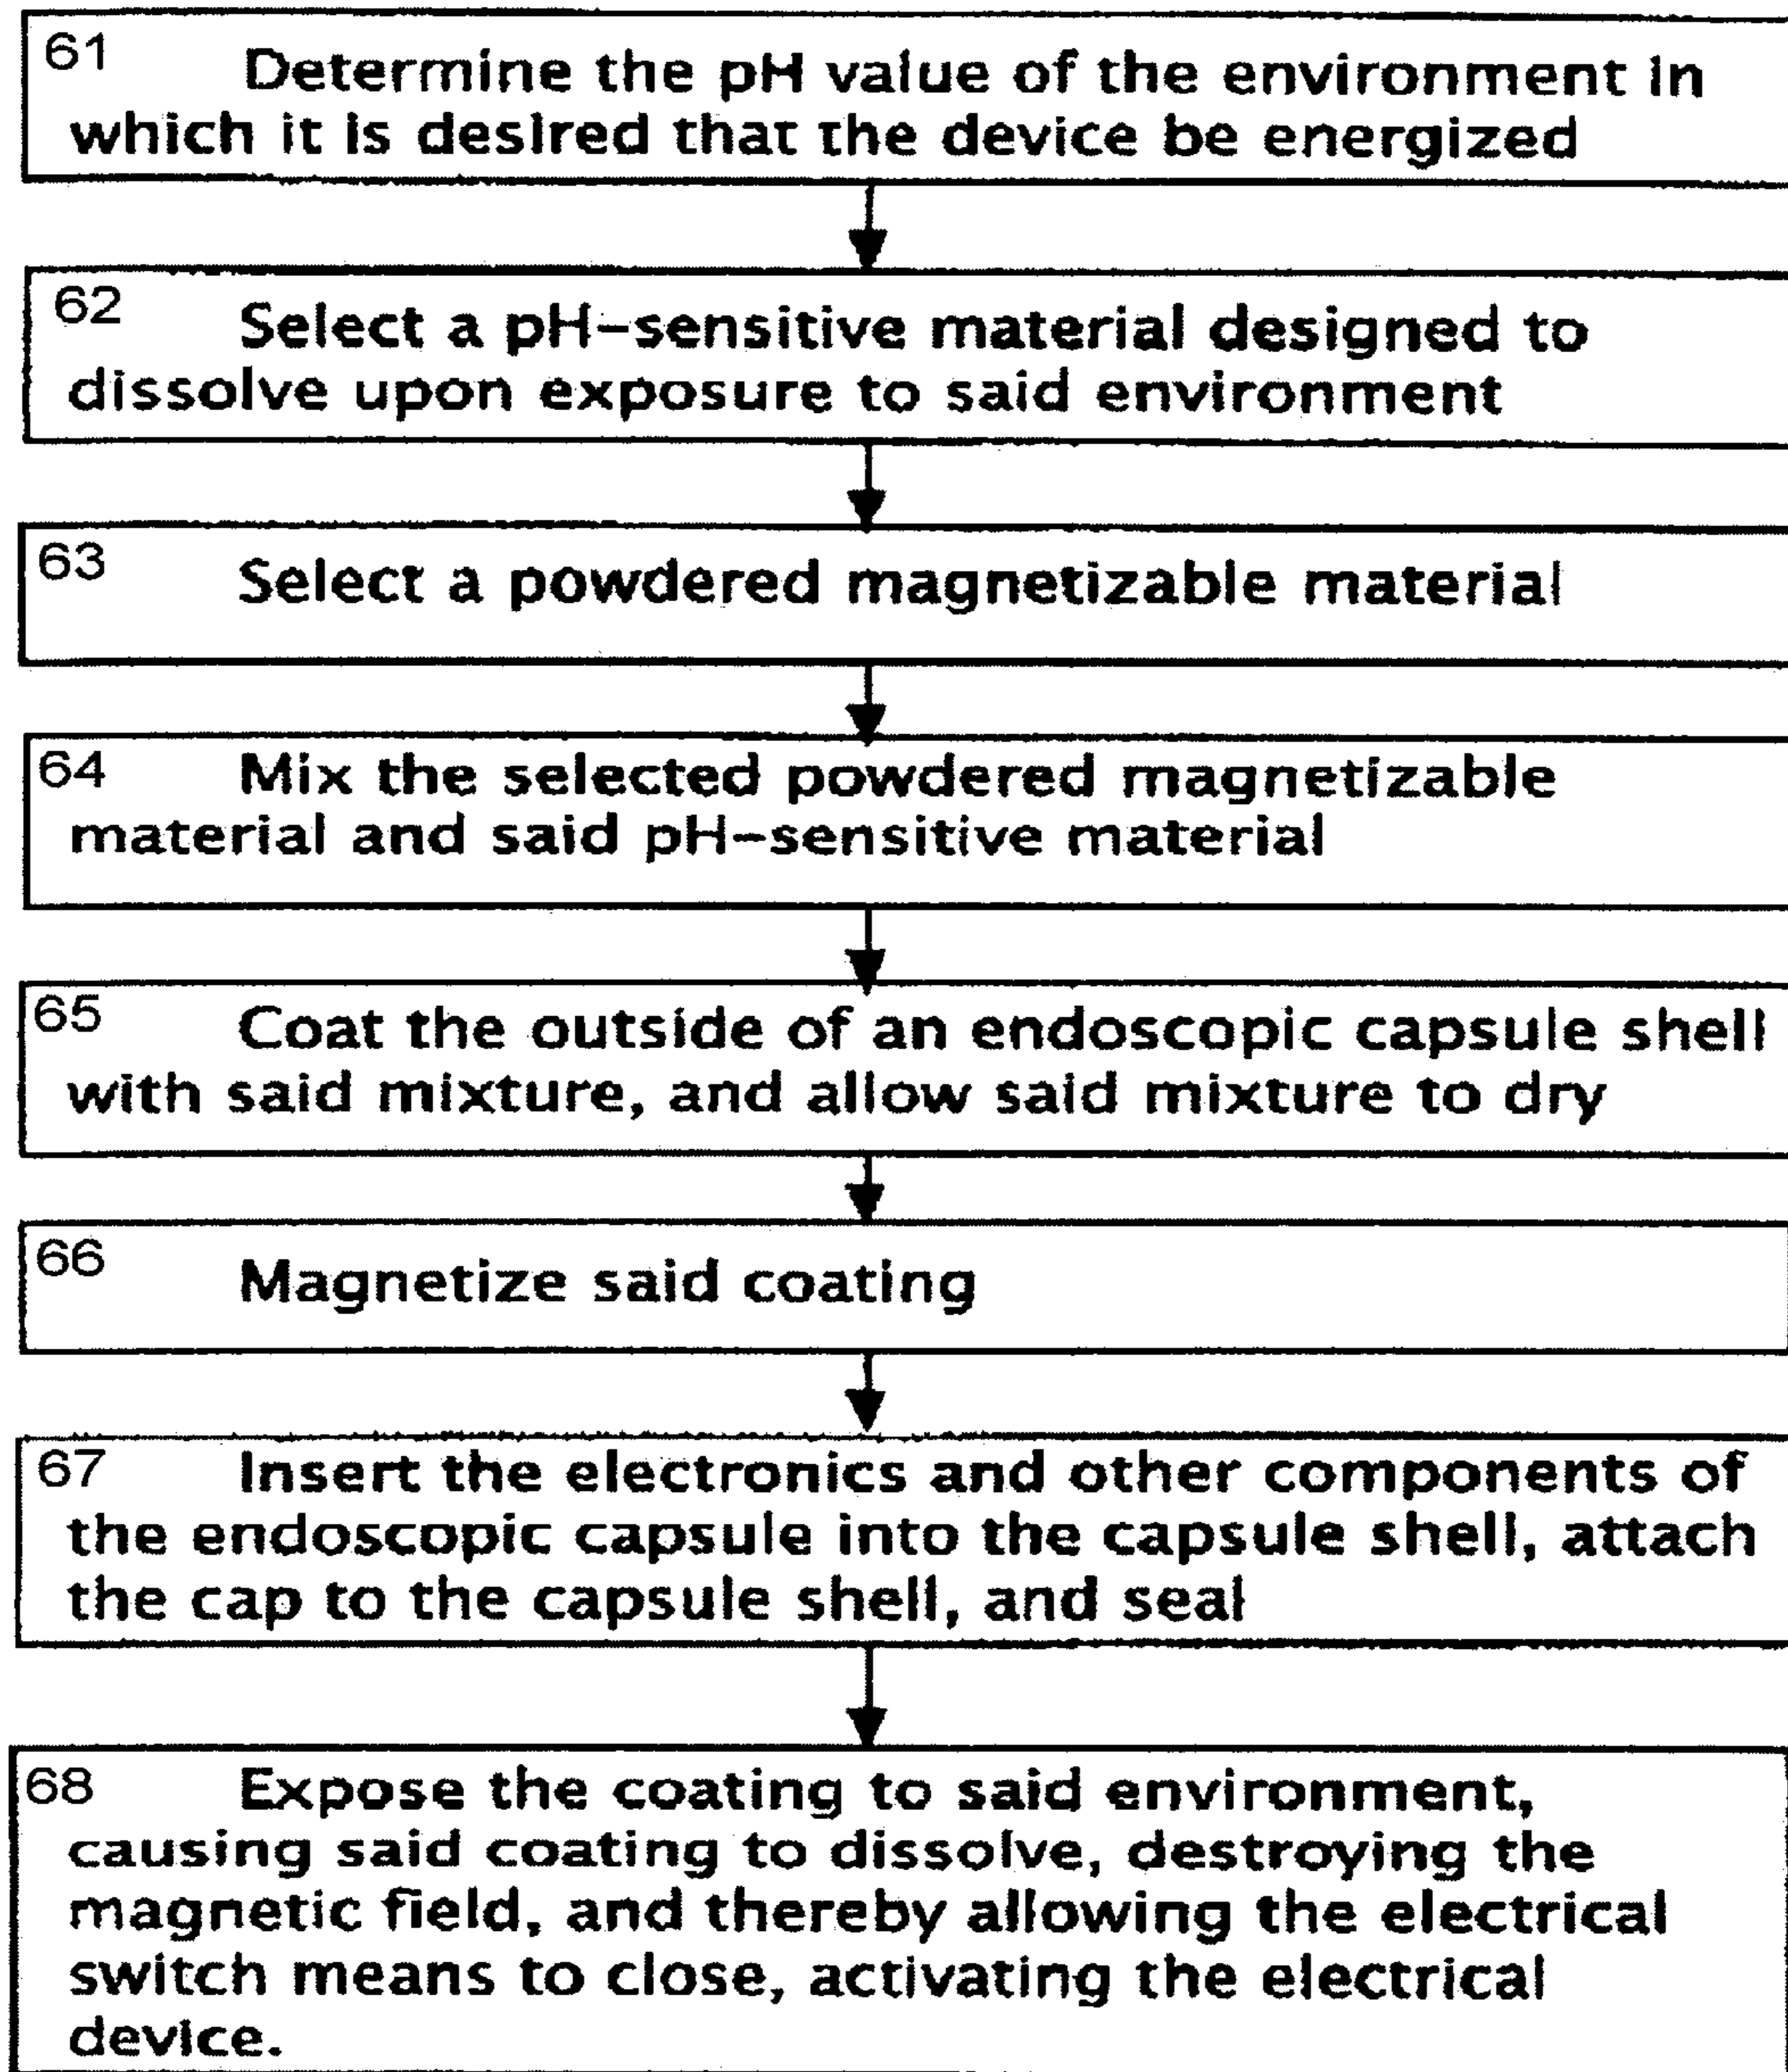 61 Determine the pH value of the environment in
which it is desired that the device be energized
62 Select a pH-sensitive material designed to
dissolve upon exposure to said environment
63 Select a powdered magnetizable material
64 Mix the selected powdered magnetizable
material and said pH-sensitive material
65 Coat the outside of an endoscopic capsule shell
with said mixture, and allow said mixture to dry
66 Magnetize said coating
67 Insert the electronics and other components of
the endoscopic capsule into the capsule shell, attach
the cap to the capsule shell, and seal
68 Expose the coating to said environment,
causing said coating to dissolve, destroying the
magnetic field, and thereby allowing the electrical
switch means to close, activating the electrical
device.